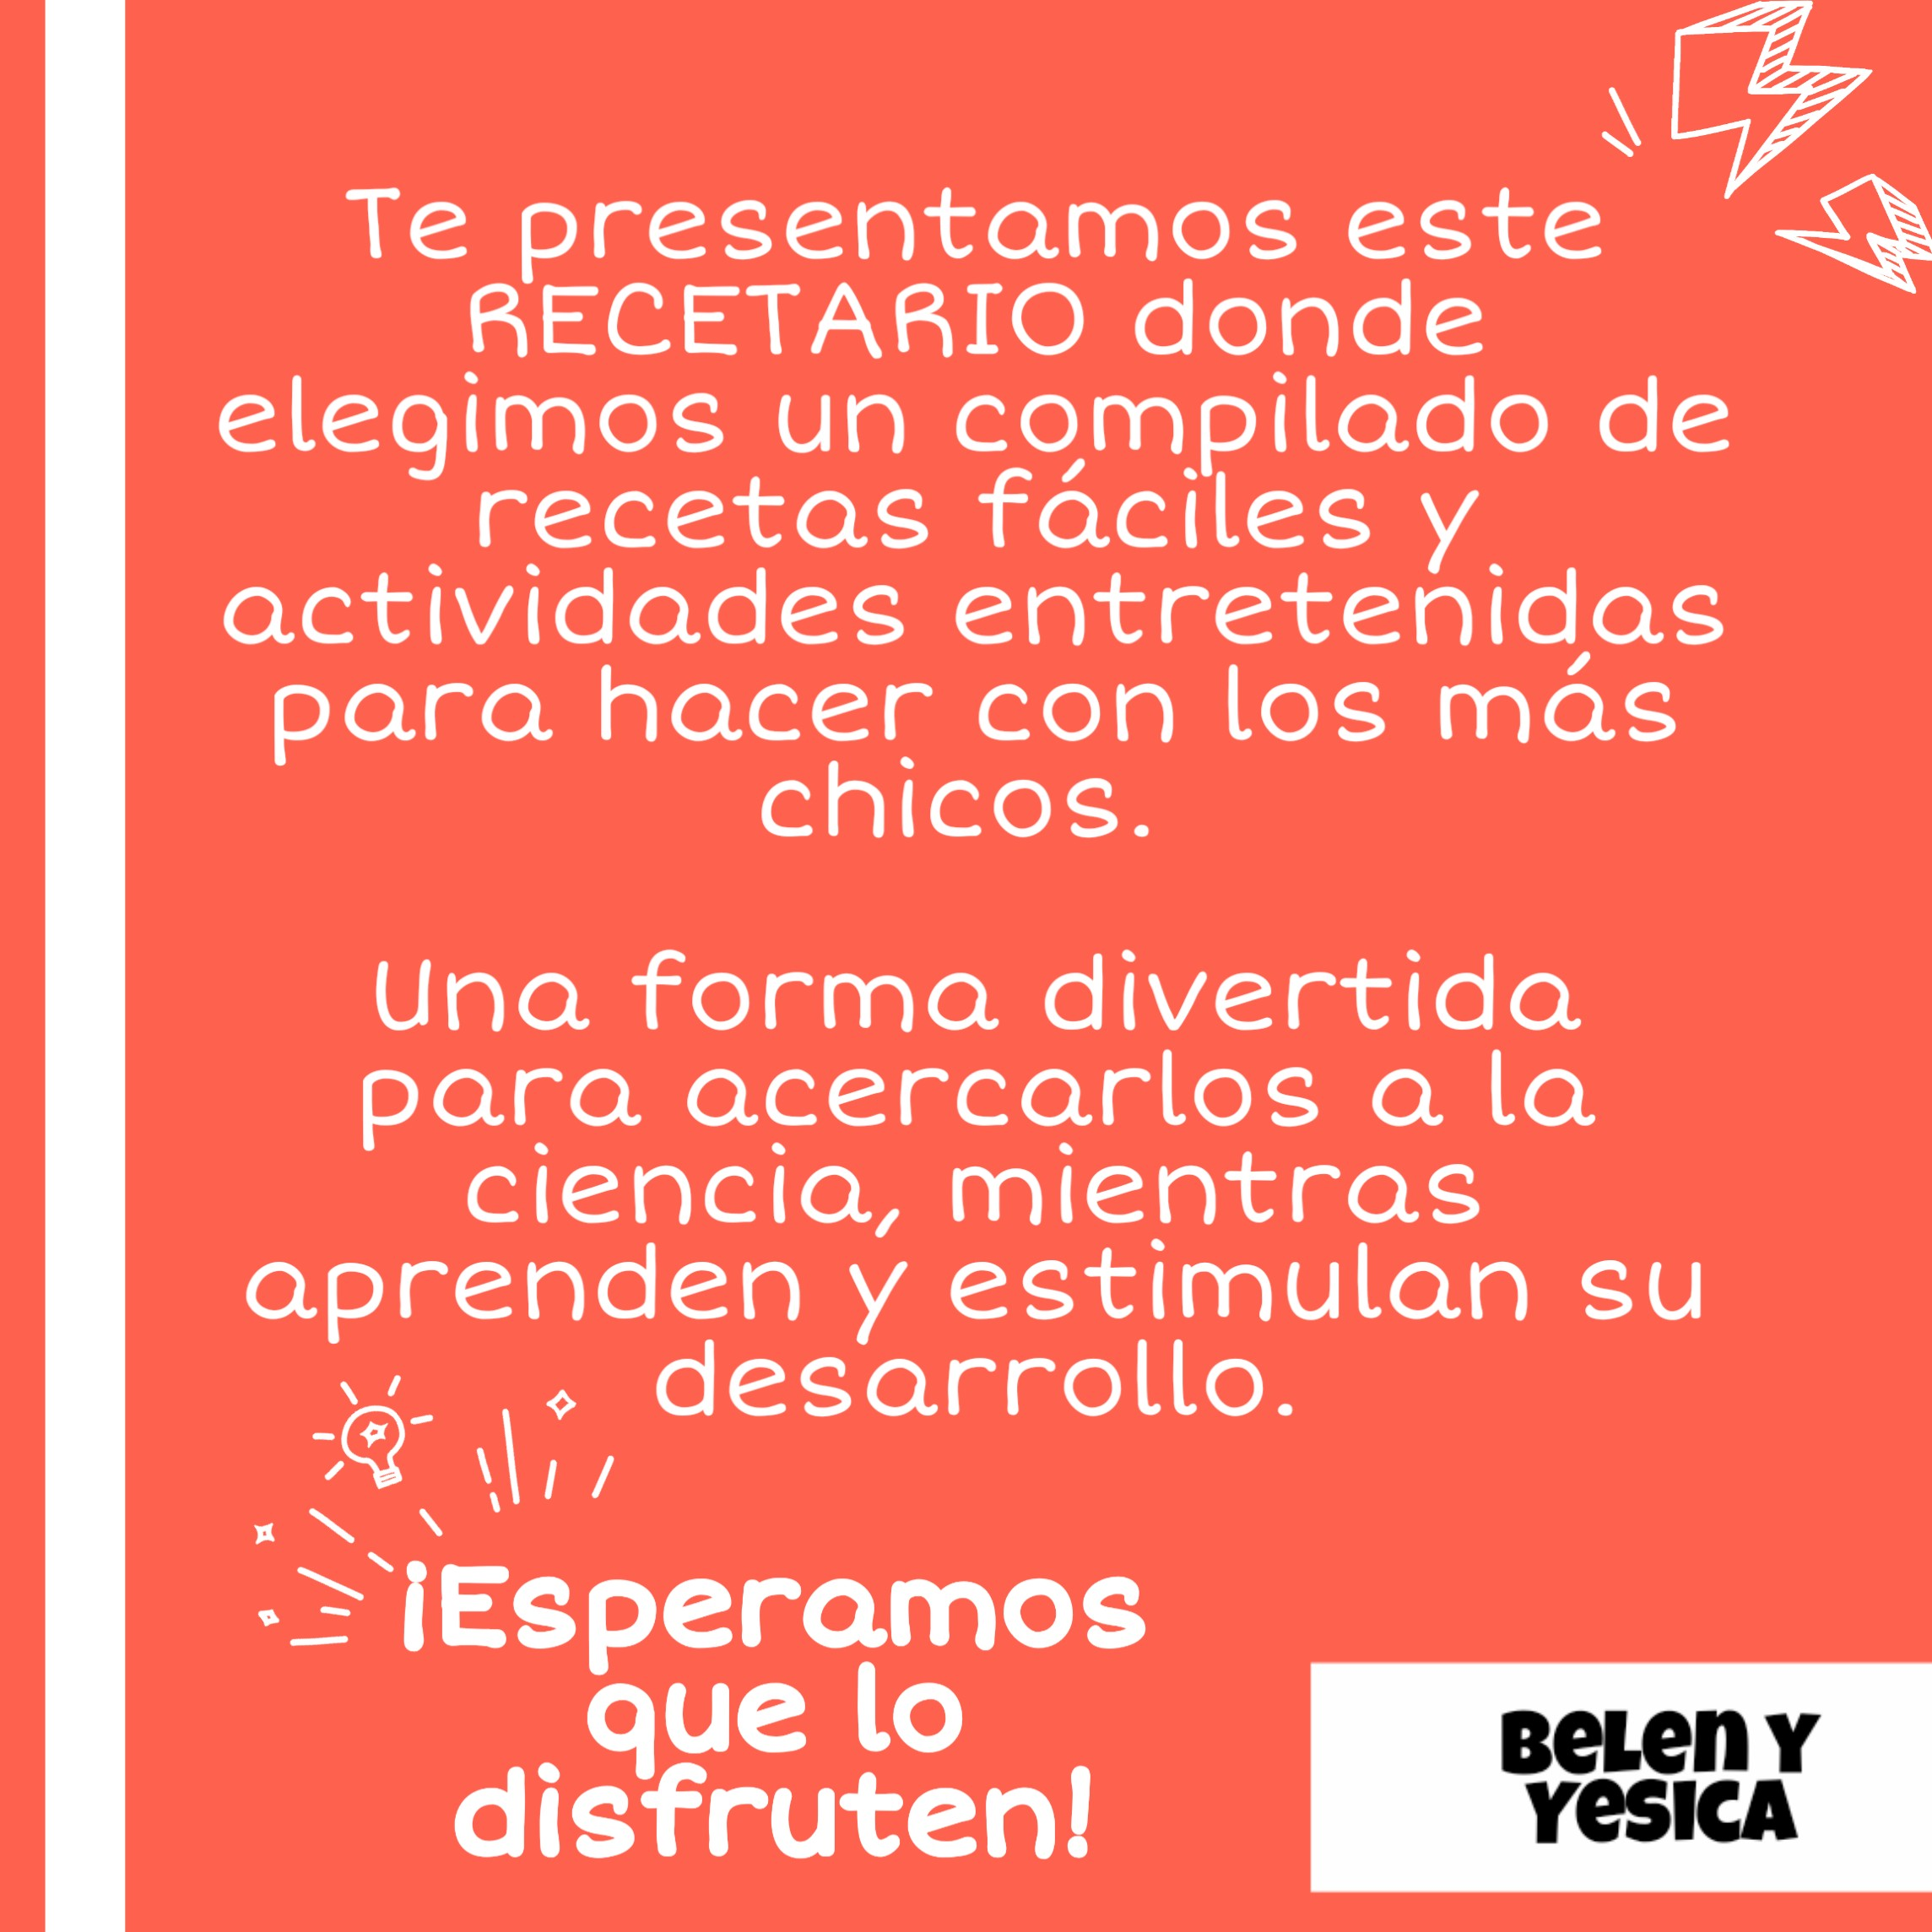 Te presentamos este
RECETARIO donde
elegimos un compilado de
recetas fáciles y
actividades entretenidas
para hacer con los más
chicos.
Una forma divertida
para acercarlos a la
ciencia, mientras
aprenden y estimulan su
desarrollo.
¡Esperamos
que lo
disfruten!
BeLen Y
YesICA